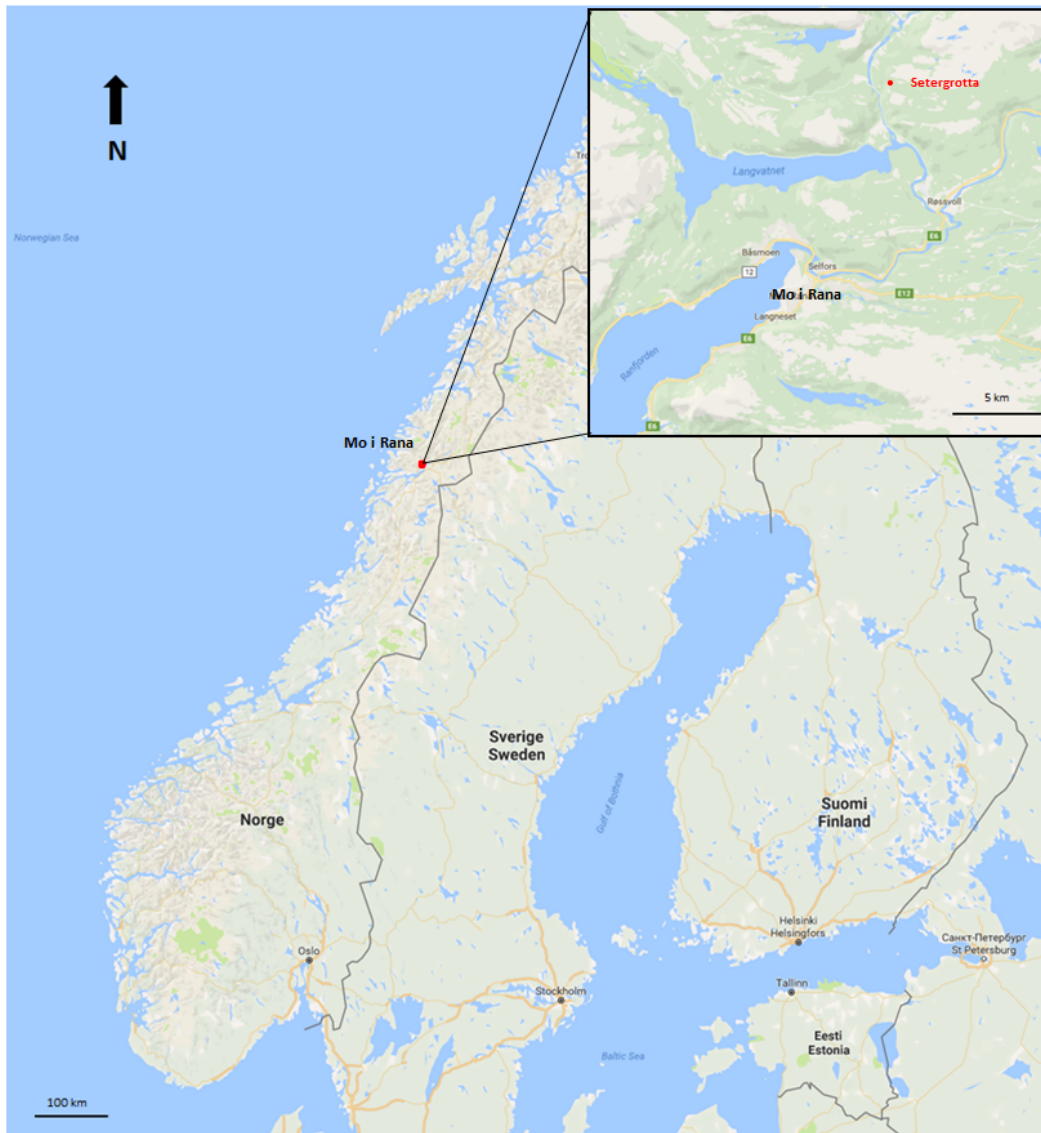 N
Norwegian Sea
Tro
Setergrotta
Langvatnet
Røssvoll
E6
Båsmoen
12
Selfors
Mo i Rana
E12
Langneset
E6
Ranfjorden
5 km
E6
Mo i Rana
Sverige
Sweden
Gulf of Bothnia
Norge
Suomi
Finland
Helsinki
Helsingfors
Oslo
Санкт-Петербург
St Petersburg
Tallinn
Stockholm
Eesti
Estonia
Baltic Sea
100 km